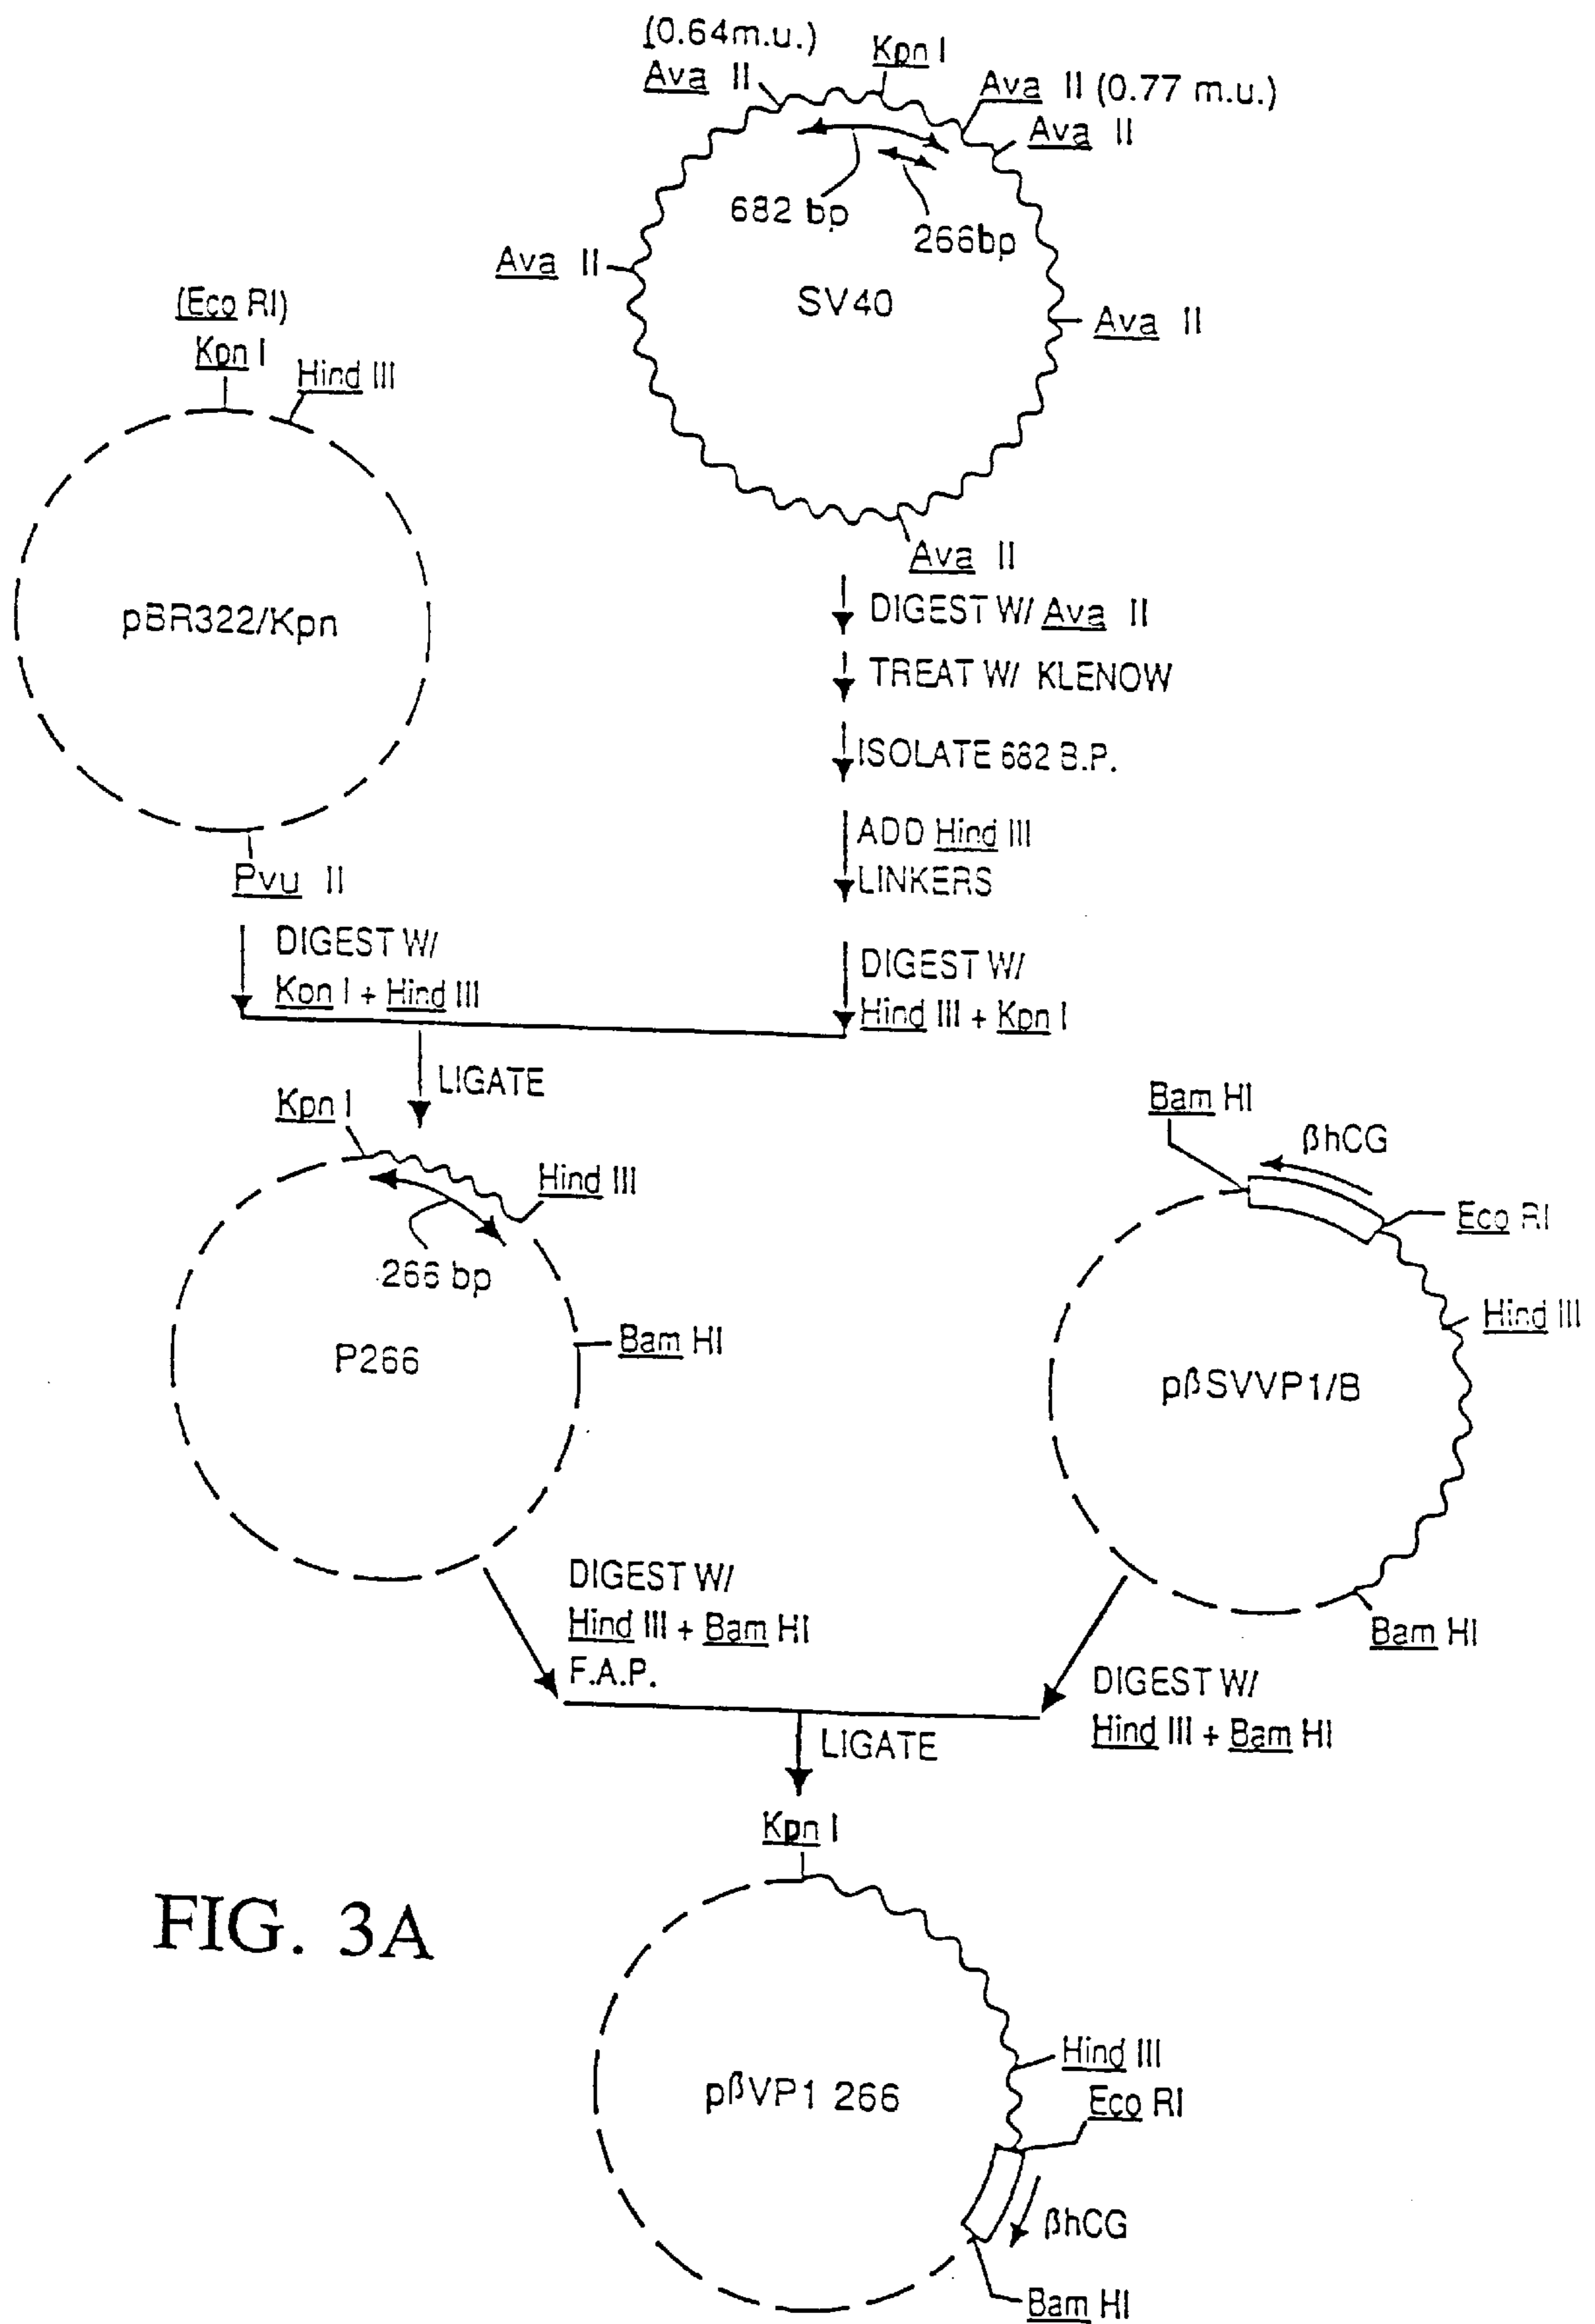 (0.64m.u.)
Ava II
Kpn I
Ava II (0.77 m.u.)
Ava II
682 bp
266bp
Ava II
SV40
Ava II
Ava II
(Eco RI)
Kpn I
Hind III
pBR322/Kpn
Pvu II
DIGEST W/ Ava II
TREAT W/ KLENOW
ISOLATE 682 B.P.
ADD Hind III
LINKERS
DIGEST W/
Kpn I + Hind III
DIGEST W/
Hind III + Kpn I
LIGATE
Kpn I
Hind III
266 bp
Bam HI
P266
Bam HI
βhCG
Eco RI
Hind III
pβSVVP1/B
Bam HI
DIGEST W/
Hind III + Bam HI
F.A.P.
DIGEST W/
Hind III + Bam HI
LIGATE
Kpn I
FIG. 3A
Hind III
Eco RI
pβVP1 266
βhCG
Bam HI